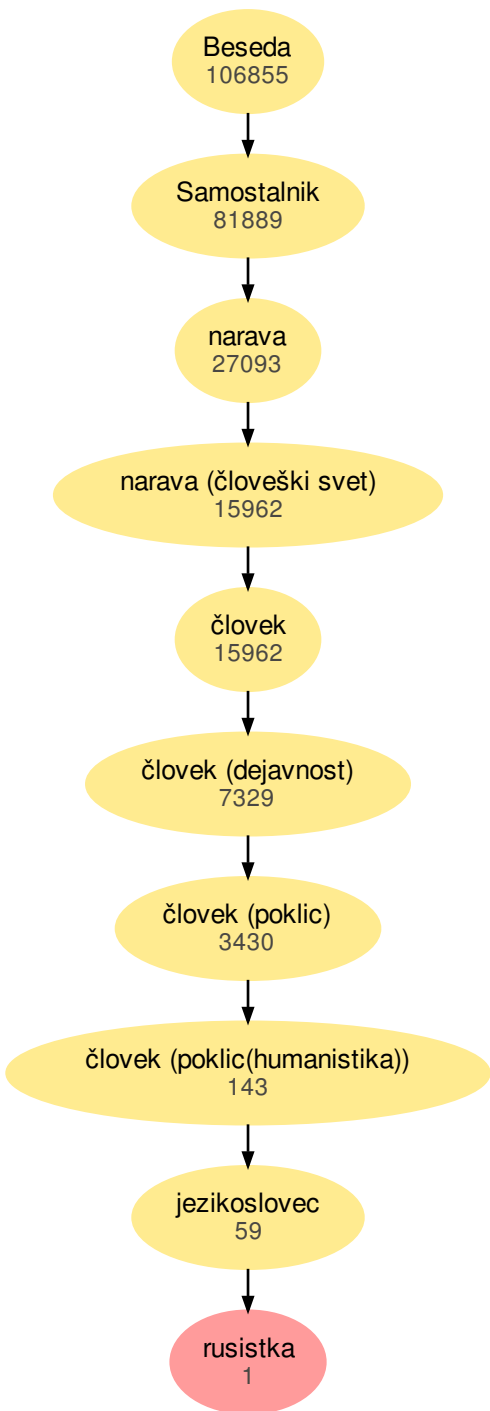 Beseda
106855
Samostalnik
81889
narava
27093
narava (človeški svet)
15962
človek
15962
človek (dejavnost)
7329
človek (poklic)
3430
človek (poklic(humanistika))
143
jezikoslovec
59
rusistka
1